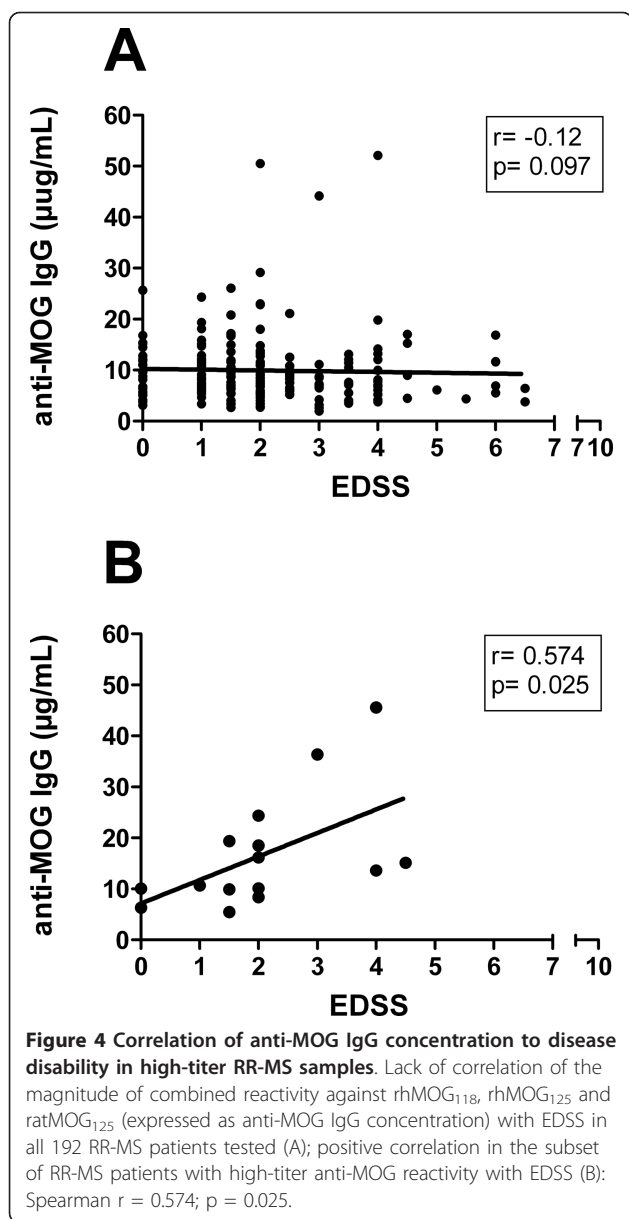 A
60
50
40
30
20
10
0
anti-MOG IgG (µug/mL)
r= -0.12
p= 0.097
0 1 2 3 4 5 6 7 7 10
EDSS
B
60
50
40
30
20
10
0
anti-MOG IgG (µg/mL)
r= 0.574
p= 0.025
0 1 2 3 4 5 6 7 10
EDSS
Figure 4 Correlation of anti-MOG IgG concentration to disease
disability in high-titer RR-MS samples. Lack of correlation of the
magnitude of combined reactivity against rhMOG118, rhMOG125 and
ratMOG125 (expressed as anti-MOG IgG concentration) with EDSS in
all 192 RR-MS patients tested (A); positive correlation in the subset
of RR-MS patients with high-titer anti-MOG reactivity with EDSS (B):
Spearman r = 0.574; p = 0.025.